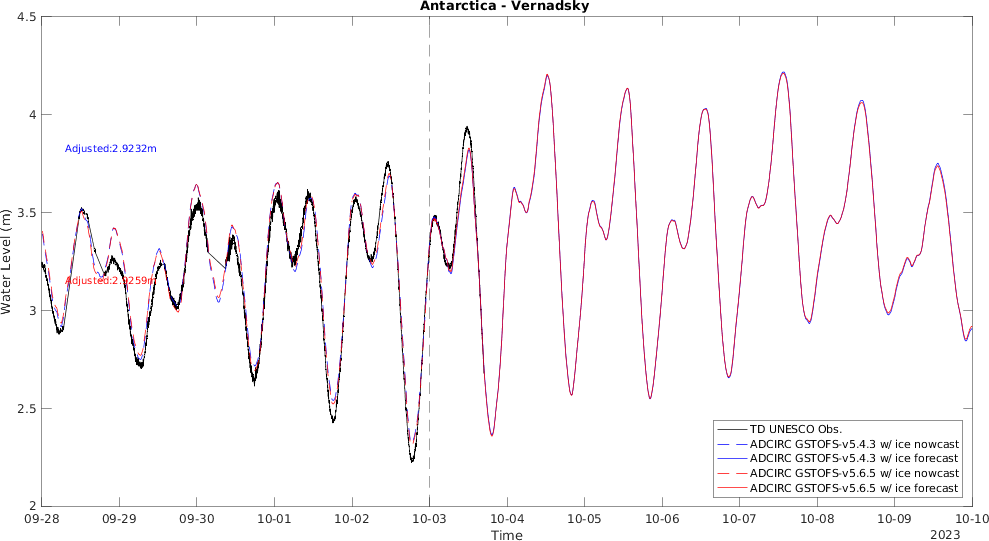 Antarctica - Vernadsky
4.5
4
3.5
3
2.5
2
Water Level (m)
Adjusted:2.9232m
Adjusted:2.9259m
TD UNESCO Obs.
ADCIRC GSTOFS-v5.4.3 w/ ice nowcast
ADCIRC GSTOFS-v5.4.3 w/ ice forecast
ADCIRC GSTOFS-v5.6.5 w/ ice nowcast
ADCIRC GSTOFS-v5.6.5 w/ ice forecast
09-28 09-29 09-30 10-01 10-02 10-03 10-04 10-05 10-06 10-07 10-08 10-09 10-10
Time
2023